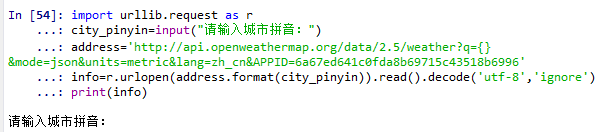 In [54]: import urllib.request as r
...: city_pinyin=input("请输入城市拼音：")
...: address='http://api.openweathermap.org/data/2.5/weather?q={}
&mode=json&units=metric&lang=zh_cn&APPID=6a67ed641c0fda8b69715c43518b6996'
...: info=r.urlopen(address.format(city_pinyin)).read().decode('utf-8','ignore')
...: print(info)
请输入城市拼音：